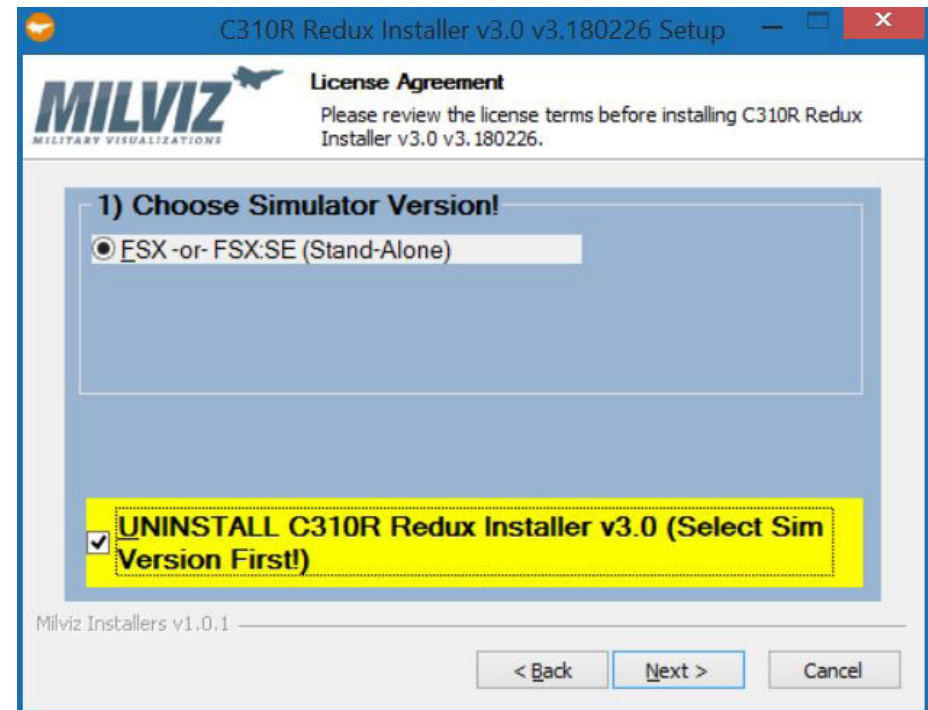 C310R Redux Installer v3.0 v3.180226 Setup
MILVIZ
MILITARY VISUALIZATIONS
License Agreement
Please review the license terms before installing C310R Redux
Installer v3.0 v3.180226.
1) Choose Simulator Version!
FSX -or- FSX:SE (Stand-Alone)
UNINSTALL C310R Redux Installer v3.0 (Select Sim
Version First!)
Milviz Installers v1.0.1
< Back
Next >
Cancel